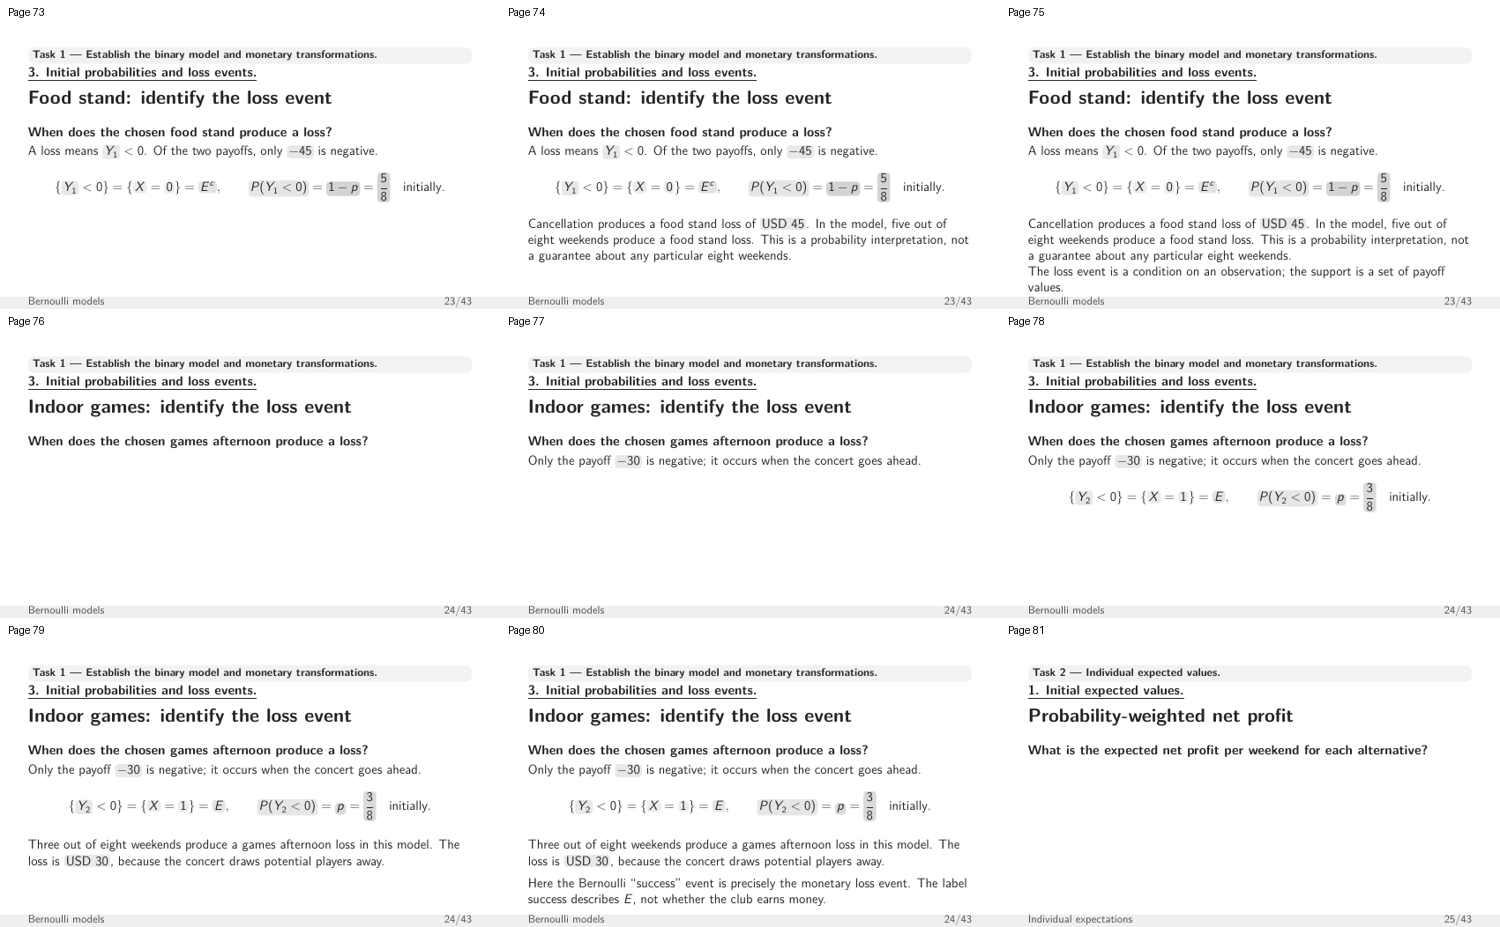 Page 73
Task 1 — Establish the binary model and monetary transformations.
3. Initial probabilities and loss events.
Food stand: identify the loss event
When does the chosen food stand produce a loss?
A loss means Y₁ < 0. Of the two payoffs, only −45 is negative.
{Y₁ < 0} = {X = 0} = Eᶜ, P(Y₁ < 0) = 1 − p = 5/8 initially.
Bernoulli models 23/43
Page 74
Task 1 — Establish the binary model and monetary transformations.
3. Initial probabilities and loss events.
Food stand: identify the loss event
When does the chosen food stand produce a loss?
A loss means Y₁ < 0. Of the two payoffs, only −45 is negative.
{Y₁ < 0} = {X = 0} = Eᶜ, P(Y₁ < 0) = 1 − p = 5/8 initially.
Cancellation produces a food stand loss of USD 45. In the model, five out of
eight weekends produce a food stand loss. This is a probability interpretation, not
a guarantee about any particular eight weekends.
Bernoulli models 23/43
Page 75
Task 1 — Establish the binary model and monetary transformations.
3. Initial probabilities and loss events.
Food stand: identify the loss event
When does the chosen food stand produce a loss?
A loss means Y₁ < 0. Of the two payoffs, only −45 is negative.
{Y₁ < 0} = {X = 0} = Eᶜ, P(Y₁ < 0) = 1 − p = 5/8 initially.
Cancellation produces a food stand loss of USD 45. In the model, five out of
eight weekends produce a food stand loss. This is a probability interpretation, not
a guarantee about any particular eight weekends.
The loss event is a condition on an observation; the support is a set of payoff
values.
Bernoulli models 23/43
Page 76
Task 1 — Establish the binary model and monetary transformations.
3. Initial probabilities and loss events.
Indoor games: identify the loss event
When does the chosen games afternoon produce a loss?
Bernoulli models 24/43
Page 77
Task 1 — Establish the binary model and monetary transformations.
3. Initial probabilities and loss events.
Indoor games: identify the loss event
When does the chosen games afternoon produce a loss?
Only the payoff −30 is negative; it occurs when the concert goes ahead.
Bernoulli models 24/43
Page 78
Task 1 — Establish the binary model and monetary transformations.
3. Initial probabilities and loss events.
Indoor games: identify the loss event
When does the chosen games afternoon produce a loss?
Only the payoff −30 is negative; it occurs when the concert goes ahead.
{Y₂ < 0} = {X = 1} = E, P(Y₂ < 0) = p = 3/8 initially.
Bernoulli models 24/43
Page 79
Task 1 — Establish the binary model and monetary transformations.
3. Initial probabilities and loss events.
Indoor games: identify the loss event
When does the chosen games afternoon produce a loss?
Only the payoff −30 is negative; it occurs when the concert goes ahead.
{Y₂ < 0} = {X = 1} = E, P(Y₂ < 0) = p = 3/8 initially.
Three out of eight weekends produce a games afternoon loss in this model. The
loss is USD 30, because the concert draws potential players away.
Bernoulli models 24/43
Page 80
Task 1 — Establish the binary model and monetary transformations.
3. Initial probabilities and loss events.
Indoor games: identify the loss event
When does the chosen games afternoon produce a loss?
Only the payoff −30 is negative; it occurs when the concert goes ahead.
{Y₂ < 0} = {X = 1} = E, P(Y₂ < 0) = p = 3/8 initially.
Three out of eight weekends produce a games afternoon loss in this model. The
loss is USD 30, because the concert draws potential players away.
Here the Bernoulli “success” event is precisely the monetary loss event. The label
success describes E, not whether the club earns money.
Bernoulli models 24/43
Page 81
Task 2 — Individual expected values.
1. Initial expected values.
Probability-weighted net profit
What is the expected net profit per weekend for each alternative?
Individual expectations 25/43